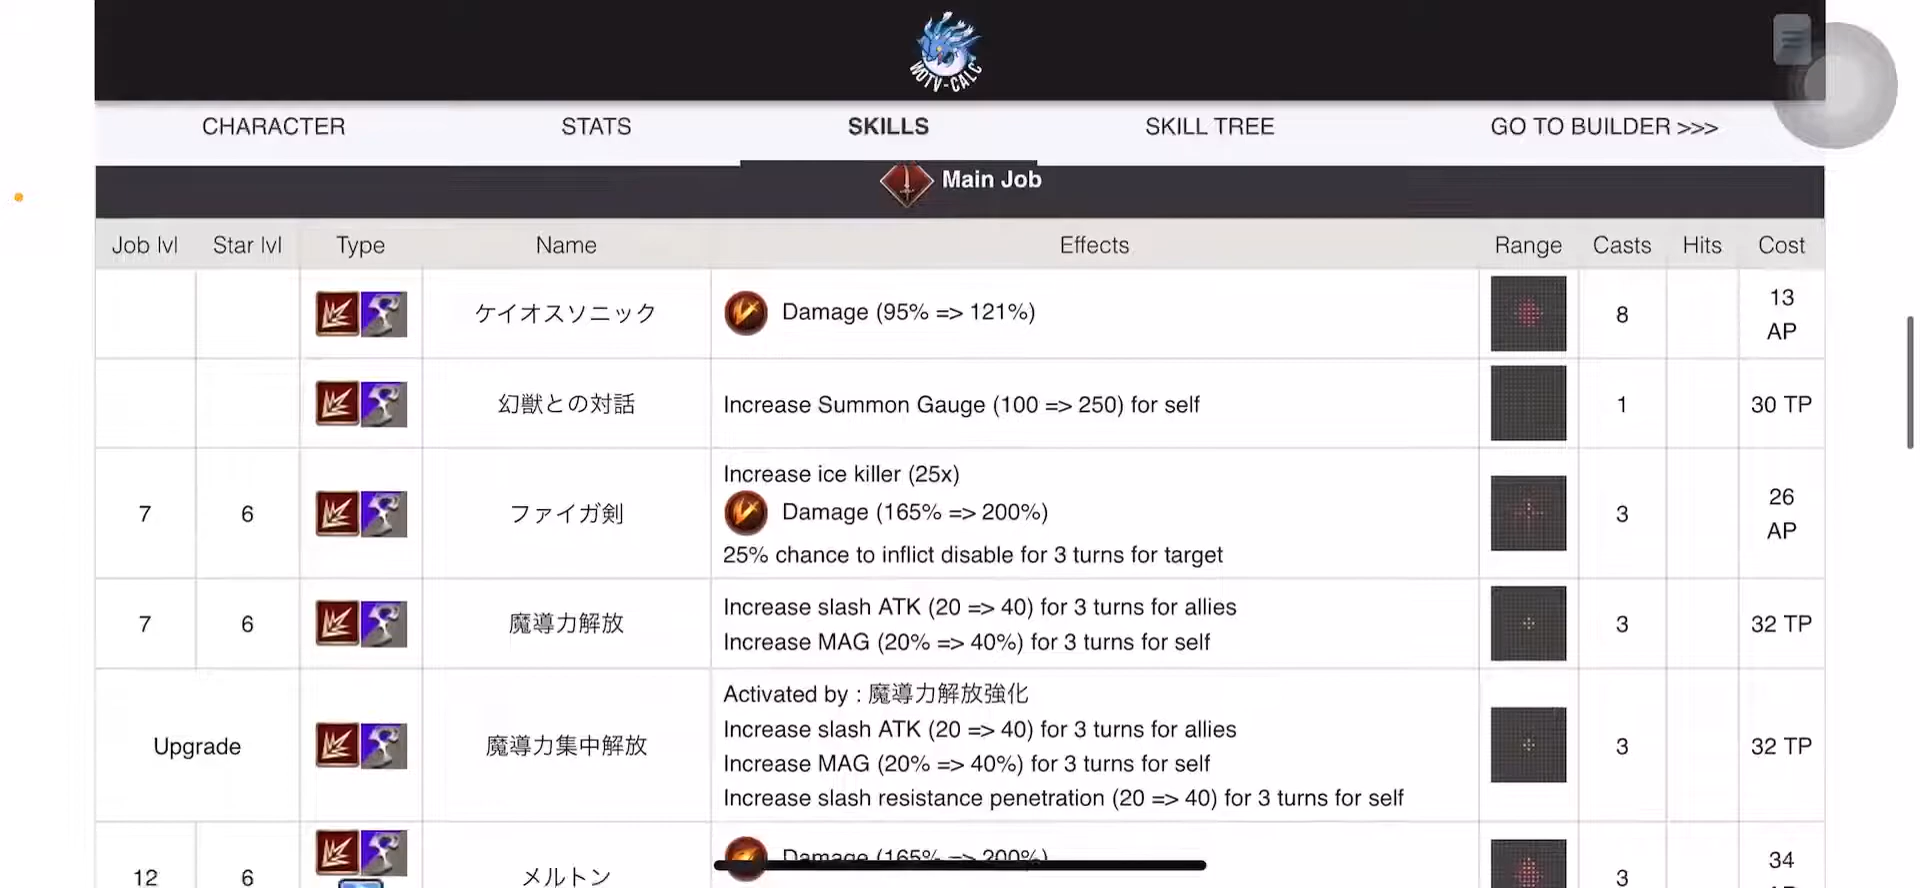 WOTV-CALC
CHARACTER STATS SKILLS SKILL TREE GO TO BUILDER >>>
Main Job
Job lvl Star lvl Type Name Effects Range Casts Hits Cost
ケイオスソニック Damage (95% => 121%) 8 13 AP
幻獣との対話 Increase Summon Gauge (100 => 250) for self 1 30 TP
Increase ice killer (25x)
7 6 ファイガ剣 Damage (165% => 200%) 3 26 AP
25% chance to inflict disable for 3 turns for target
Increase slash ATK (20 => 40) for 3 turns for allies
7 6 魔導力解放 3 32 TP
Increase MAG (20% => 40%) for 3 turns for self
Activated by : 魔導力解放強化
Increase slash ATK (20 => 40) for 3 turns for allies
Upgrade 魔導力集中解放 3 32 TP
Increase MAG (20% => 40%) for 3 turns for self
Increase slash resistance penetration (20 => 40) for 3 turns for self
Damage (165% => 200%)
12 6 メルトン 3 34